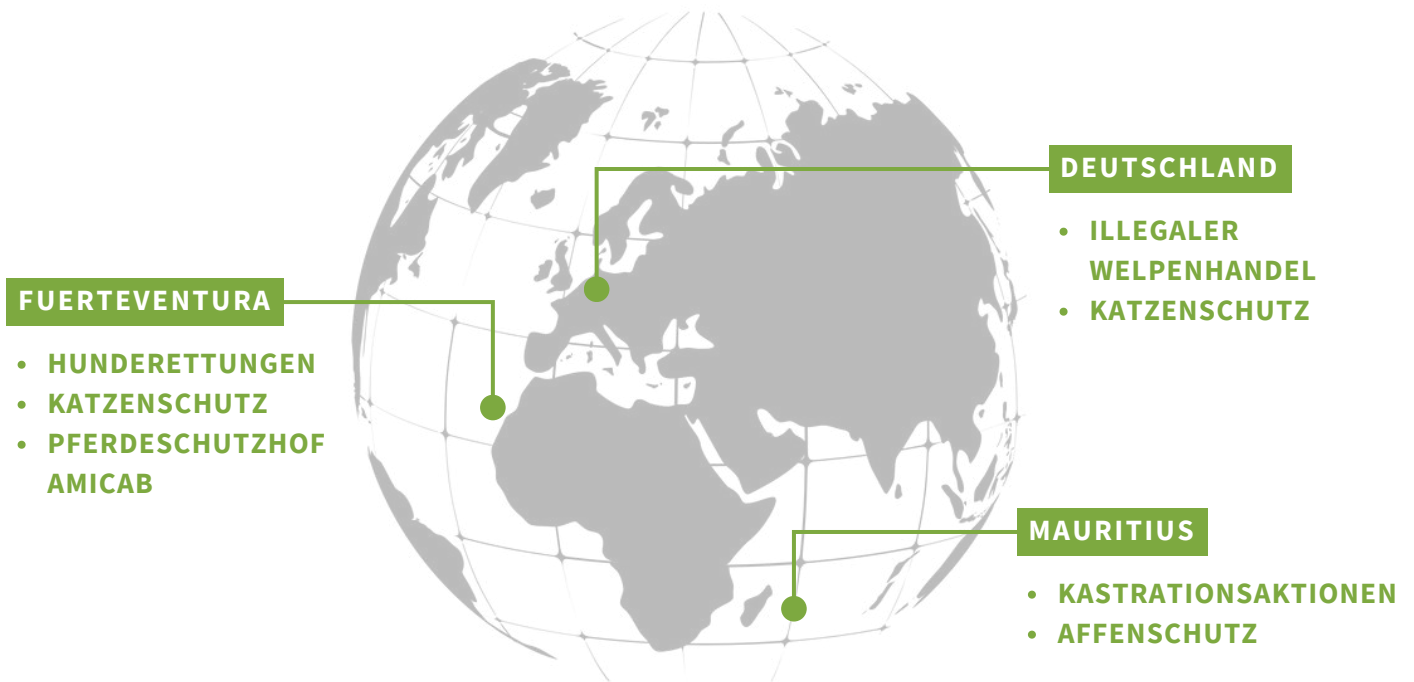 DEUTSCHLAND
• ILLEGALER
WELPENHANDEL
• KATZENSCHUTZ
FUERTEVENTURA
• HUNDERETTUNGEN
• KATZENSCHUTZ
• PFERDESCHUTZHOF
AMICAB
MAURITIUS
• KASTRATIONSAKTIONEN
• AFFENSCHUTZ